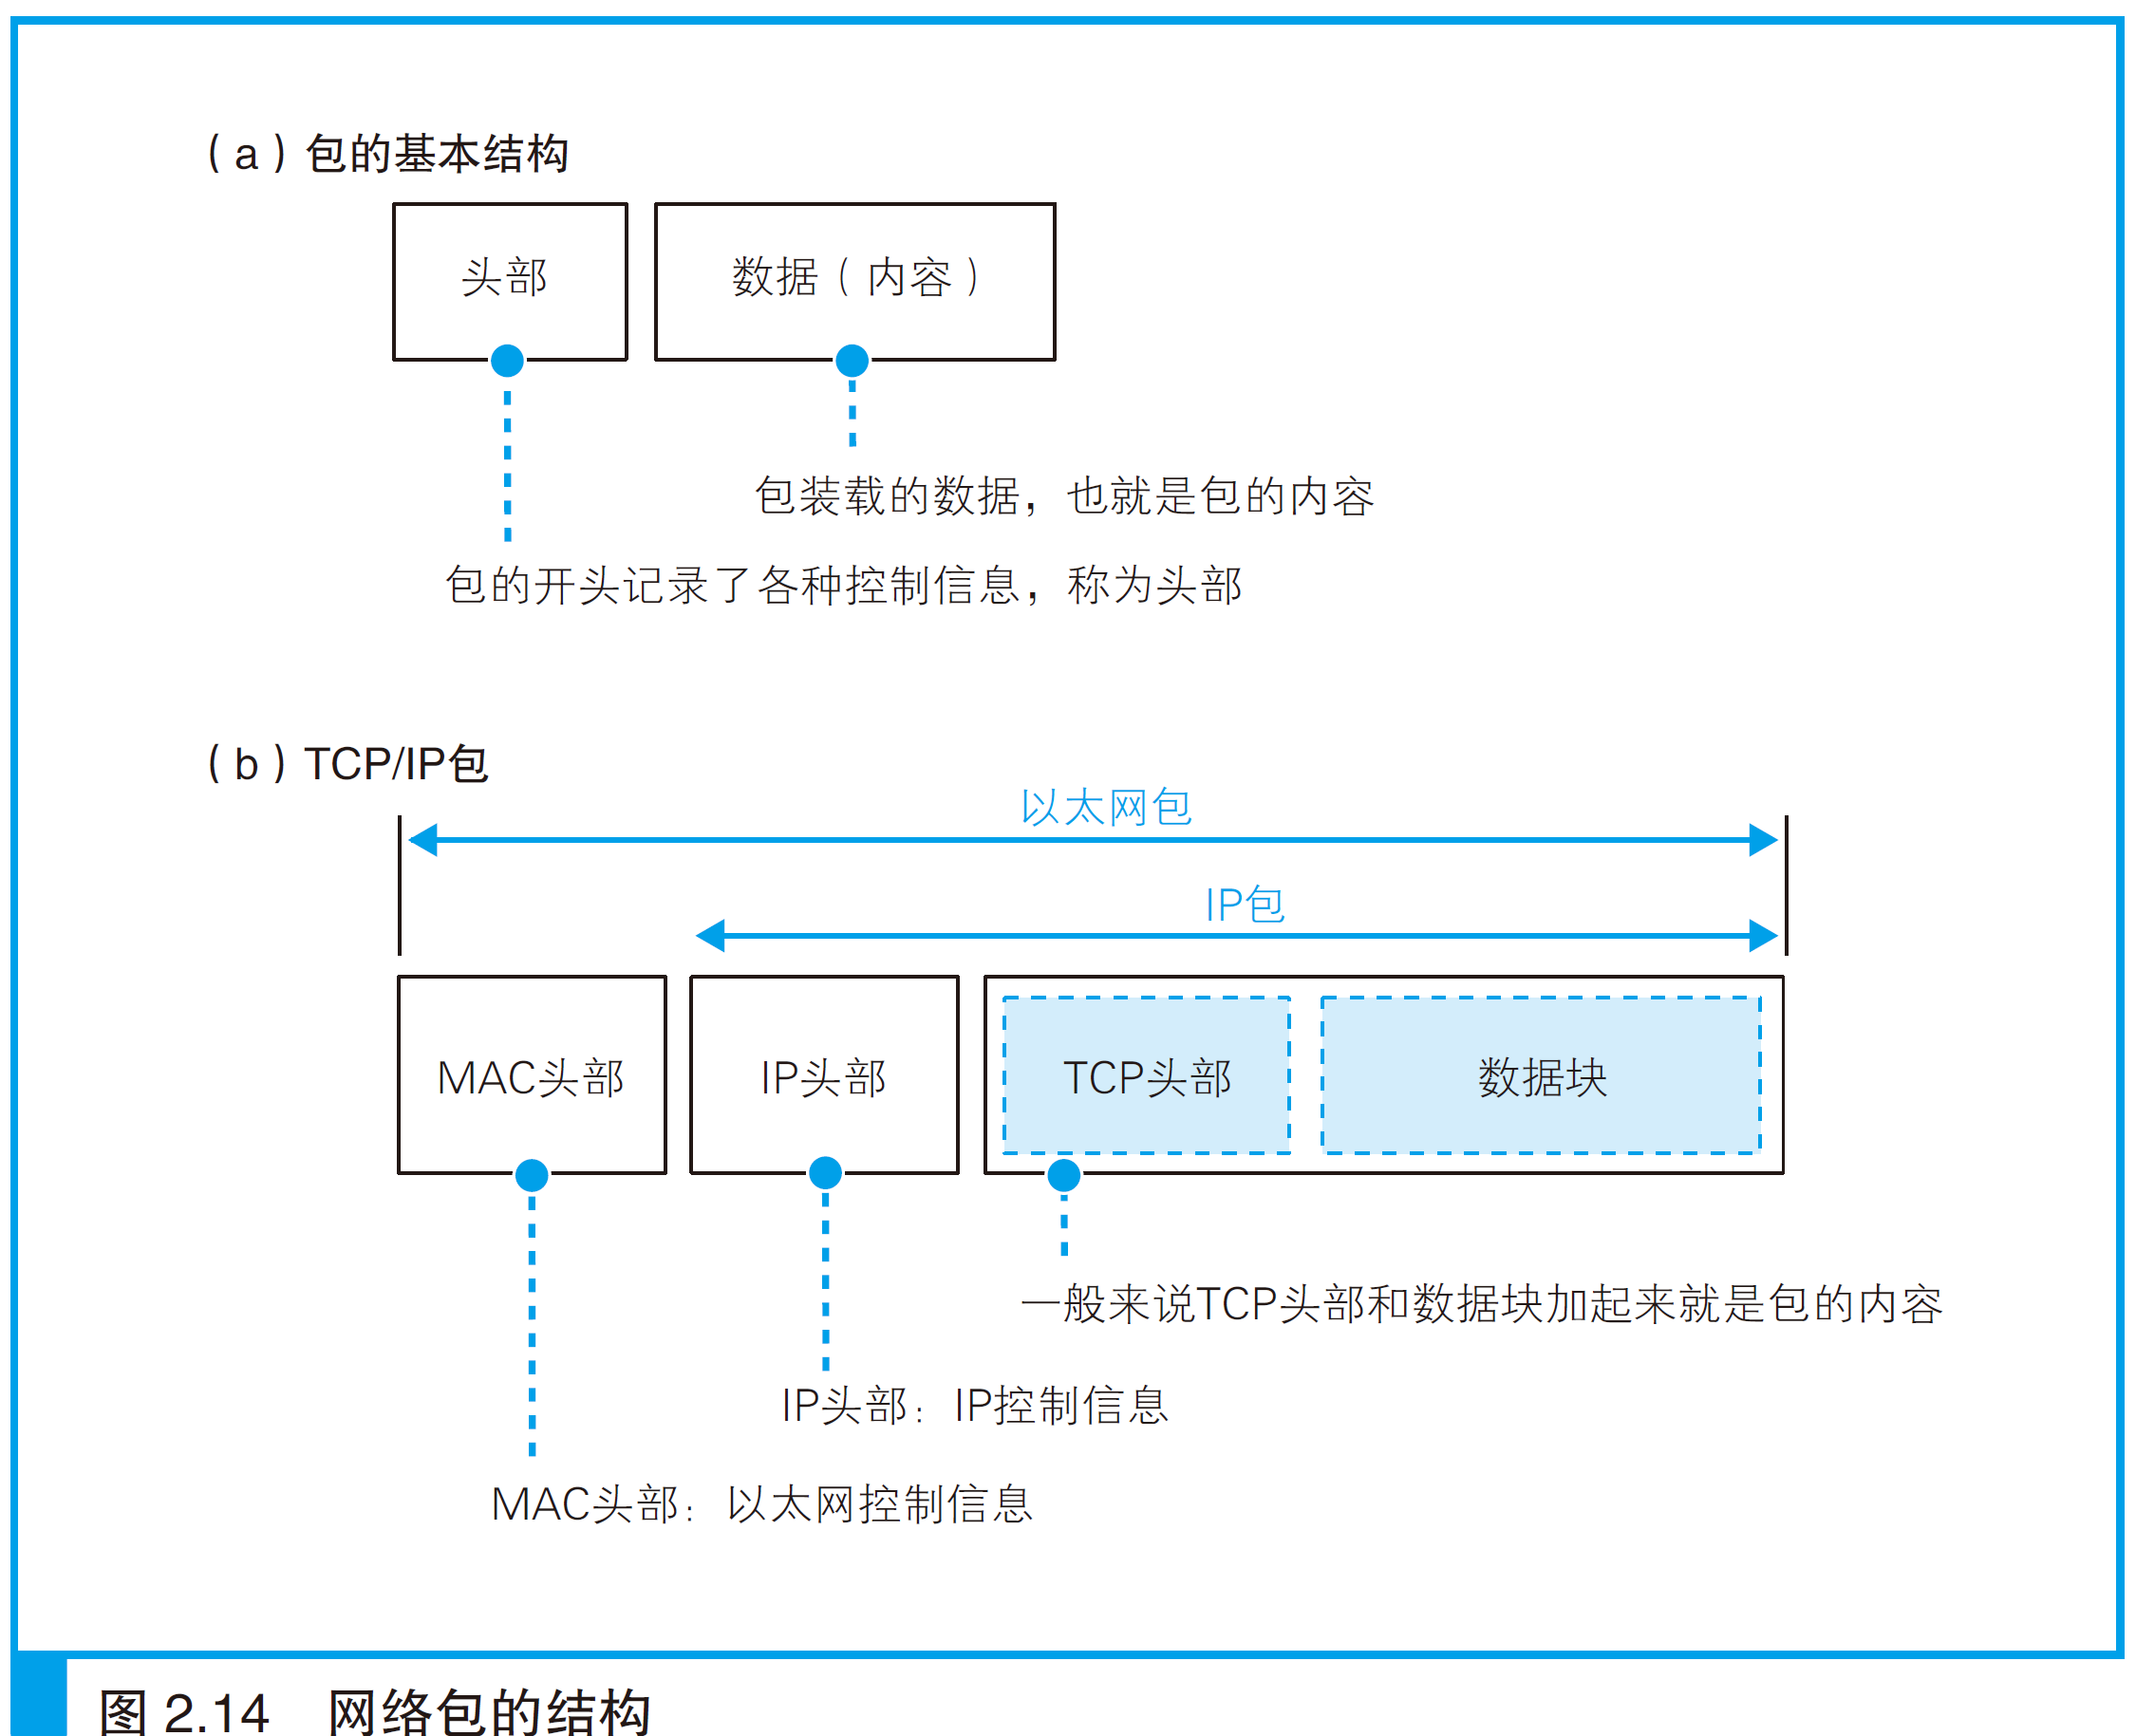 （a）包的基本结构
头部
数据（内容）
包装载的数据，也就是包的内容
包的开头记录了各种控制信息，称为头部
（b）TCP/IP包
以太网包
IP包
MAC头部
IP头部
TCP头部
数据块
一般来说TCP头部和数据块加起来就是包的内容
IP头部：IP控制信息
MAC头部：以太网控制信息
图 2.14 网络包的结构